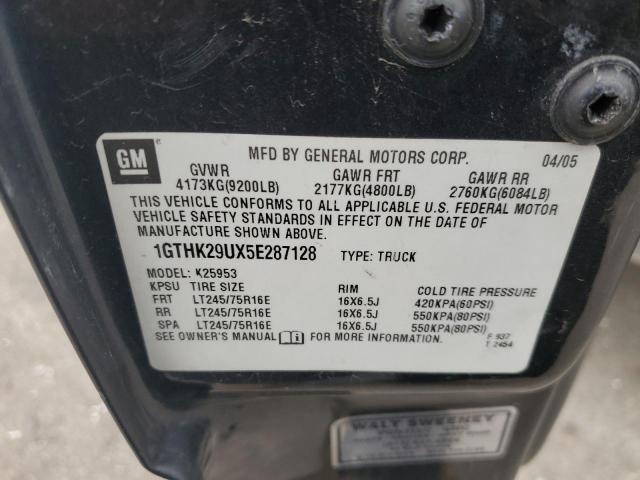 GM
MFD BY GENERAL MOTORS CORP. 04/05
GVWR GAWR FRT GAWR RR
4173KG(9200LB) 2177KG(4800LB) 2760KG(6084LB)
THIS VEHICLE CONFORMS TO ALL APPLICABLE U.S. FEDERAL MOTOR
VEHICLE SAFETY STANDARDS IN EFFECT ON THE DATE OF
MANUFACTURE SHOWN ABOVE.
1GTHK29UX5E287128 TYPE: TRUCK
MODEL: K25953
KPSU TIRE SIZE RIM COLD TIRE PRESSURE
FRT LT245/75R16E 16X6.5J 420KPA(60PSI)
RR LT245/75R16E 16X6.5J 550KPA(80PSI)
SPA LT245/75R16E 16X6.5J 550KPA(80PSI)
SEE OWNER'S MANUAL FOR MORE INFORMATION.
F 937
T 2454
WALT SWEENEY